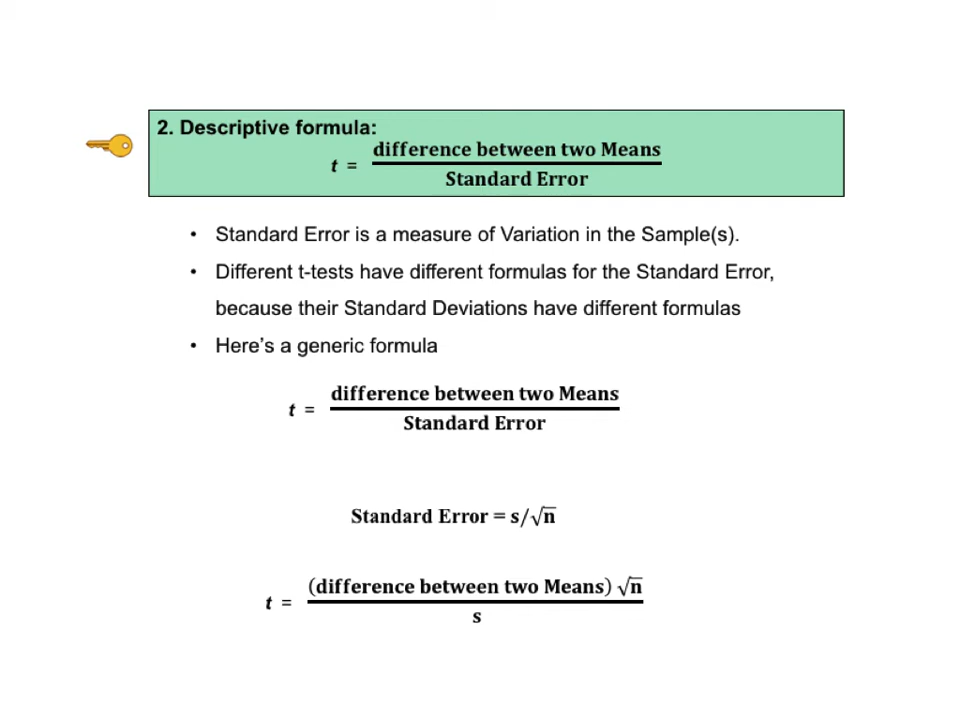 2. Descriptive formula:
t = difference between two Means / Standard Error
• Standard Error is a measure of Variation in the Sample(s).
• Different t-tests have different formulas for the Standard Error,
because their Standard Deviations have different formulas
• Here's a generic formula
t = difference between two Means / Standard Error
Standard Error = s/√n
t = (difference between two Means) √n / s